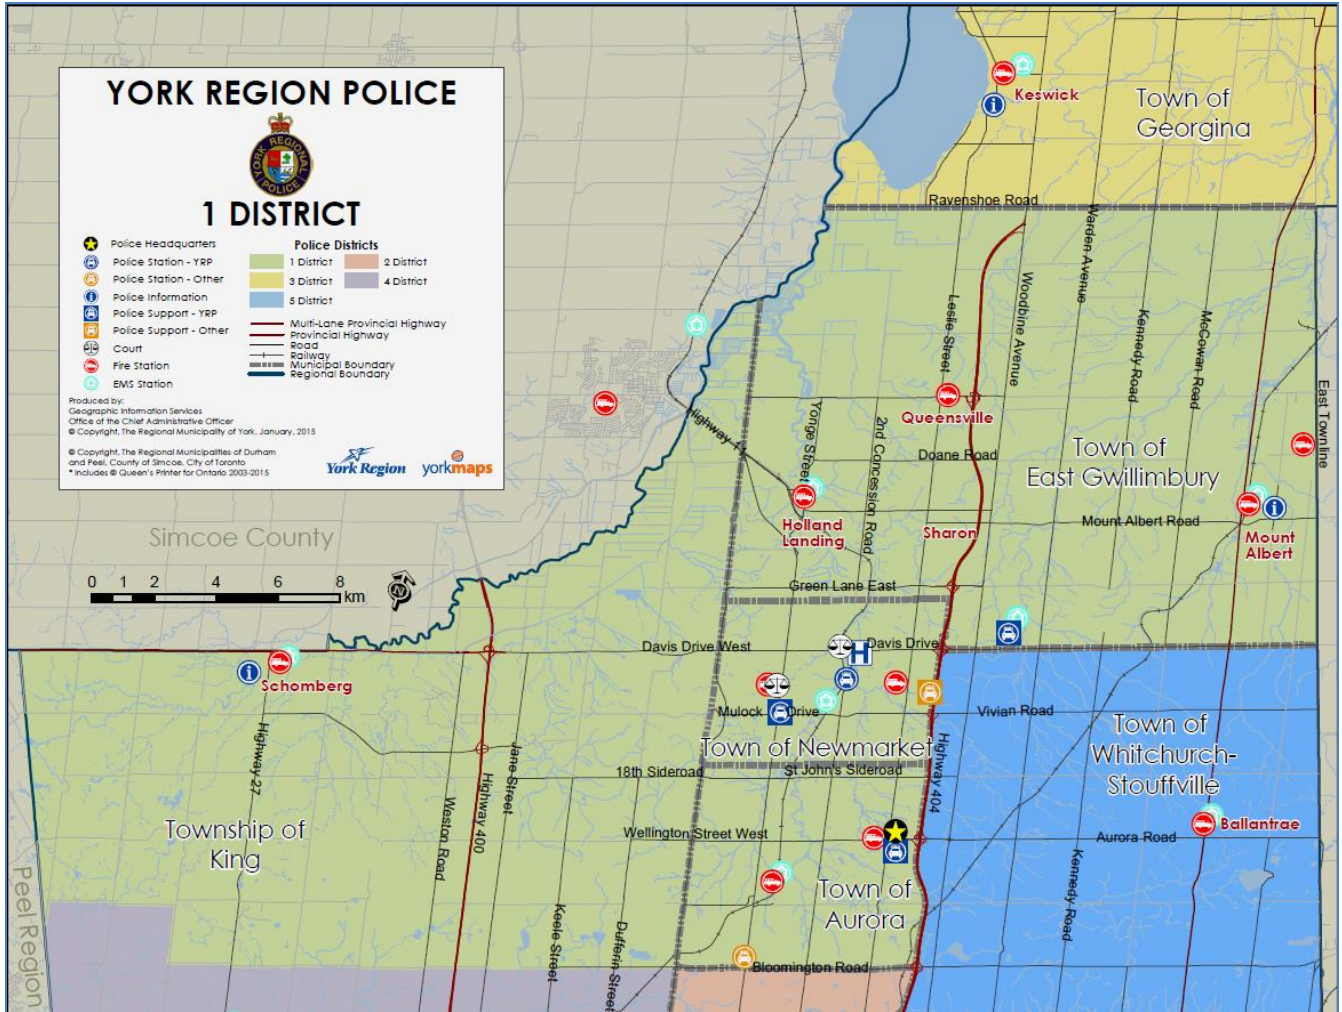 YORK REGION POLICE
YORK REGIONAL
POLICE
1 DISTRICT
Police Headquarters
Police Station - YRP
Police Station - Other
Police Information
Police Support - YRP
Police Support - Other
Court
Fire Station
EMS Station
Police Districts
1 District
2 District
3 District
4 District
5 District
Multi-Lane Provincial Highway
Provincial Highway
Road
Railway
Municipal Boundary
Regional Boundary
Produced by:
Geographic Information Services
Office of the Chief Administrative Officer
© Copyright, The Regional Municipality of York, January, 2015
© Copyright, The Regional Municipalities of Durham
and Peel, County of Simcoe, City of Toronto
* Includes © Queen's Printer for Ontario 2003-2015
York Region
yorkmaps
Keswick
Town of
Georgina
Ravenshoe Road
Warden Avenue
Woodbine Avenue
Leslie Street
Kennedy Road
McCowan Road
East Townline
Queensville
Highway 11
Yonge Street
2nd Concession Road
Doane Road
Town of
East Gwillimbury
Holland
Landing
Sharon
Mount Albert Road
Mount
Albert
Simcoe County
0 1 2 4 6 8
km
N
Green Lane East
Davis Drive West
Davis Drive
H
Schomberg
Mulock Drive
Vivian Road
Town of
Whitchurch-
Stouffville
Town of Newmarket
18th Sideroad
St John's Sideroad
Highway 27
Jane Street
Highway 400
Weston Road
Highway 404
Township of
King
Wellington Street West
Aurora Road
Ballantrae
Town of
Aurora
Kennedy Road
Keele Street
Dufferin Street
Bloomington Road
Peel Region